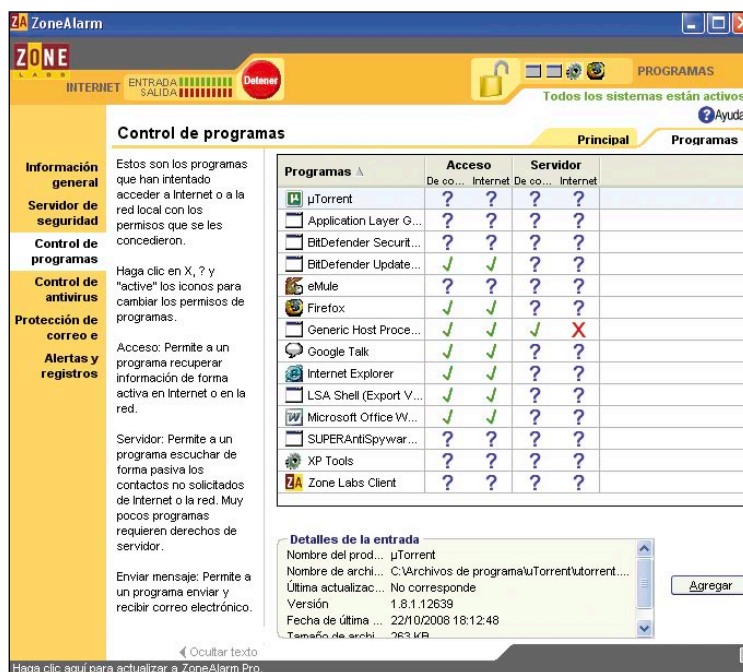 ZA ZoneAlarm
ZONE
LABS
INTERNET
ENTRADA
SALIDA
Detener
PROGRAMAS
Todos los sistemas están activos
Ayuda
Control de programas
Principal
Programas
Información
general
Servidor de
seguridad
Control de
programas
Control de
antivirus
Protección de
correo e
Alertas y
registros
Estos son los programas
que han intentado
acceder a Internet o a la
red local con los
permisos que se les
concedieron.
Haga clic en X, ? y
"active" los iconos para
cambiar los permisos de
programas.
Acceso: Permite a un
programa recuperar
información de forma
activa en Internet o en la
red.
Servidor: Permite a un
programa escuchar de
forma pasiva los
contactos no solicitados
de Internet o la red. Muy
pocos programas
requieren derechos de
servidor.
Enviar mensaje: Permite a
un programa enviar y
recibir correo electrónico.
Ocultar texto
Programas Acceso Servidor
De co... Internet De co... Internet
µTorrent ? ? ? ?
Application Layer G... ? ? ? ?
BitDefender Securit... ? ? ? ?
BitDefender Update... √ √ ? ?
eMule ? ? ? ?
Firefox √ √ ? ?
Generic Host Proce... √ √ √ X
Google Talk √ √ ? ?
Internet Explorer √ √ ? ?
LSA Shell (Export V... √ √ ? ?
Microsoft Office W... √ √ ? ?
SUPERAntiSpywar... ? ? ? ?
XP Tools ? ? ? ?
ZA Zone Labs Client ? ? ? ?
Detalles de la entrada
Nombre del prod... µTorrent
Nombre de archi... C:\Archivos de programa\uTorrent\utorrent....
Última actualizac... No corresponde
Versión 1.8.1.12639
Fecha de última ... 22/10/2008 18:12:48
Tamaño de archi... 263 KB
Agregar
Haga clic aquí para actualizar a ZoneAlarm Pro.